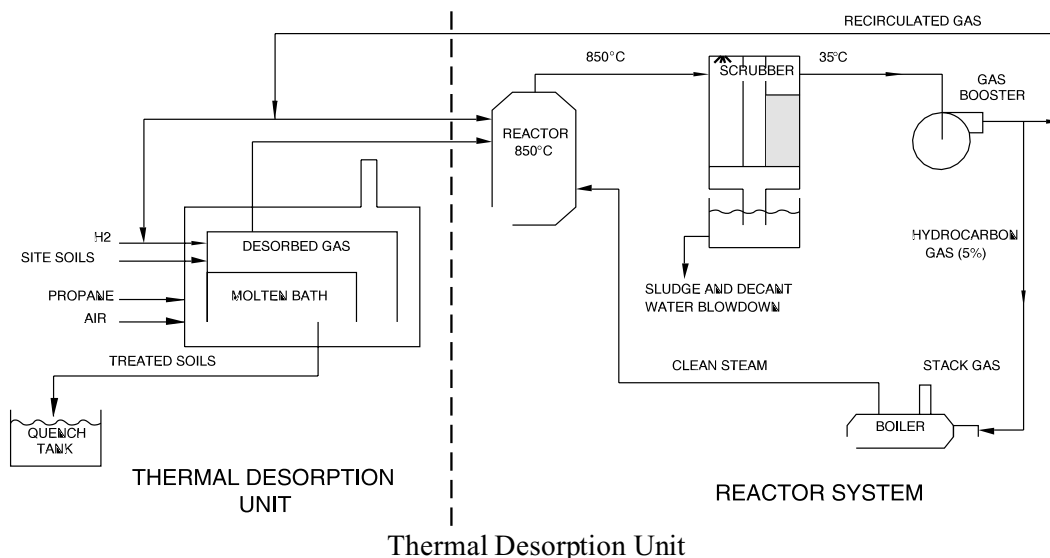 RECIRCULATED GAS
850°C
SCRUBBER
35°C
GAS
BOOSTER
REACTOR
850°C
H2
SITE SOILS
DESORBED GAS
HYDROCARBON
GAS (5%)
PROPANE
MOLTEN BATH
AIR
SLUDGE AND DECANT
WATER BLOWDOWN
TREATED SOILS
CLEAN STEAM
STACK GAS
QUENCH
TANK
BOILER
THERMAL DESORPTION
UNIT
REACTOR SYSTEM
Thermal Desorption Unit